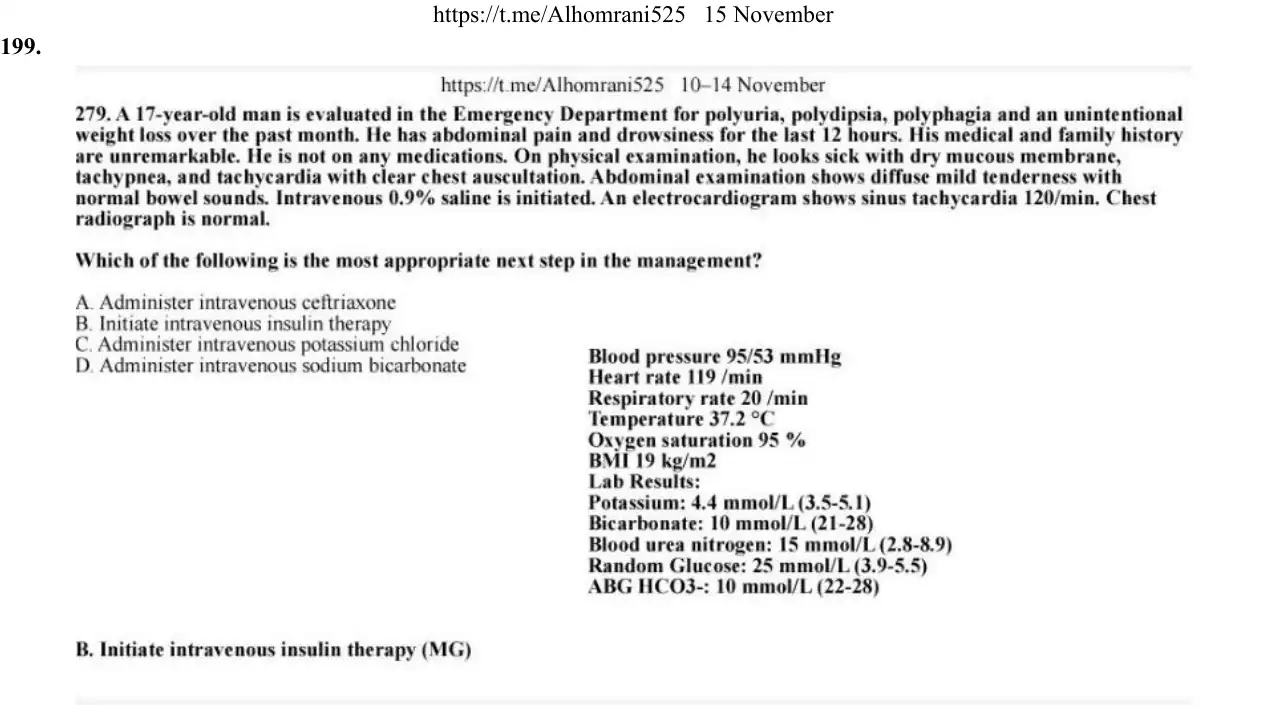 https://t.me/Alhomrani525 15 November
199.
https://t.me/Alhomrani525 10–14 November
279. A 17-year-old man is evaluated in the Emergency Department for polyuria, polydipsia, polyphagia and an unintentional
weight loss over the past month. He has abdominal pain and drowsiness for the last 12 hours. His medical and family history
are unremarkable. He is not on any medications. On physical examination, he looks sick with dry mucous membrane,
tachypnea, and tachycardia with clear chest auscultation. Abdominal examination shows diffuse mild tenderness with
normal bowel sounds. Intravenous 0.9% saline is initiated. An electrocardiogram shows sinus tachycardia 120/min. Chest
radiograph is normal.
Which of the following is the most appropriate next step in the management?
A. Administer intravenous ceftriaxone
B. Initiate intravenous insulin therapy
C. Administer intravenous potassium chloride
D. Administer intravenous sodium bicarbonate
Blood pressure 95/53 mmHg
Heart rate 119 /min
Respiratory rate 20 /min
Temperature 37.2 °C
Oxygen saturation 95 %
BMI 19 kg/m2
Lab Results:
Potassium: 4.4 mmol/L (3.5-5.1)
Bicarbonate: 10 mmol/L (21-28)
Blood urea nitrogen: 15 mmol/L (2.8-8.9)
Random Glucose: 25 mmol/L (3.9-5.5)
ABG HCO3-: 10 mmol/L (22-28)
B. Initiate intravenous insulin therapy (MG)